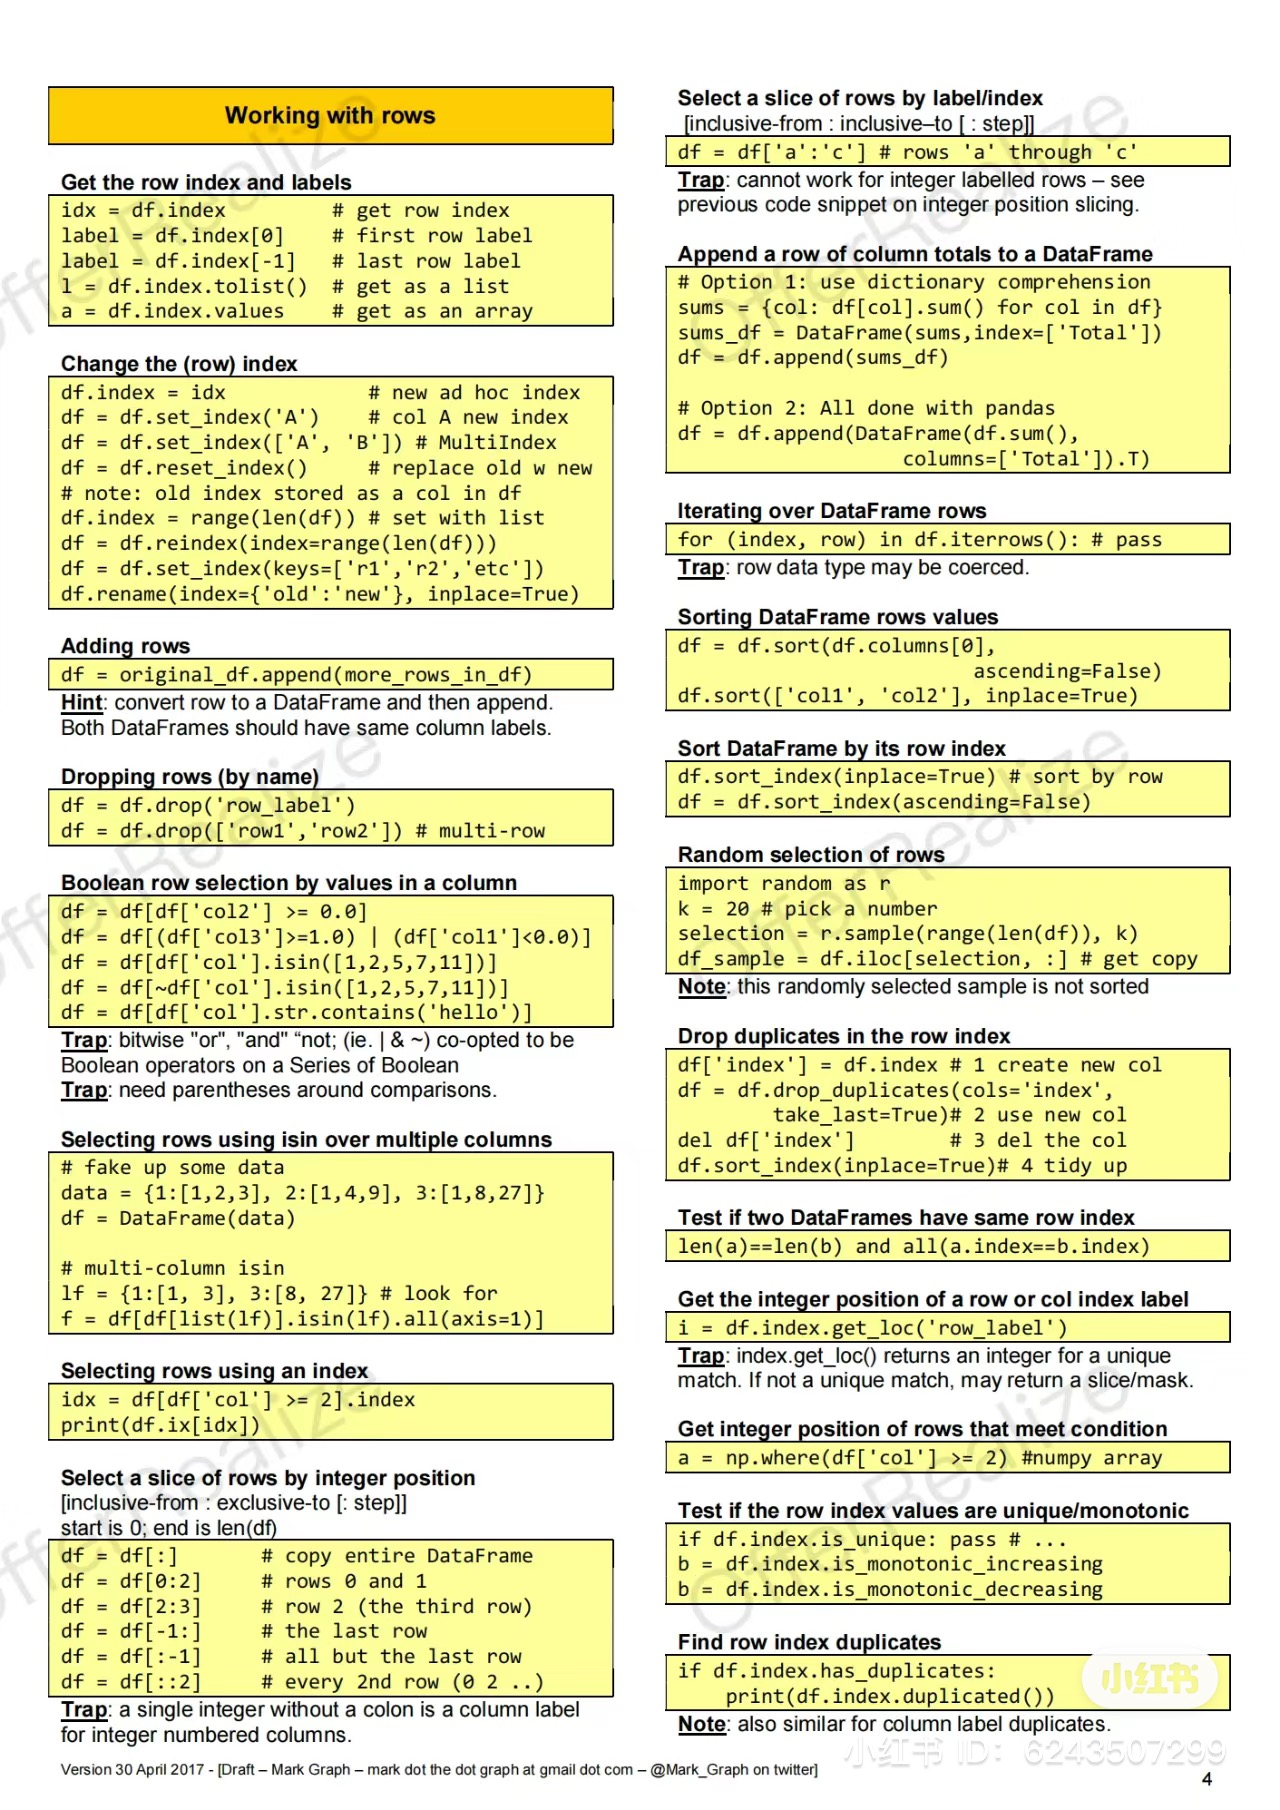 Working with rows
Get the row index and labels
idx = df.index         # get row index
label = df.index[0]    # first row label
label = df.index[-1]   # last row label
l = df.index.tolist()  # get as a list
a = df.index.values    # get as an array
Change the (row) index
df.index = idx            # new ad hoc index
df = df.set_index('A')    # col A new index
df = df.set_index(['A', 'B']) # MultiIndex
df = df.reset_index()     # replace old w new
# note: old index stored as a col in df
df.index = range(len(df)) # set with list
df = df.reindex(index=range(len(df)))
df = df.set_index(keys=['r1','r2','etc'])
df.rename(index={'old':'new'}, inplace=True)
Adding rows
df = original_df.append(more_rows_in_df)
Hint: convert row to a DataFrame and then append.
Both DataFrames should have same column labels.
Dropping rows (by name)
df = df.drop('row_label')
df = df.drop(['row1','row2']) # multi-row
Boolean row selection by values in a column
df = df[df['col2'] >= 0.0]
df = df[(df['col3']>=1.0) | (df['col1']<0.0)]
df = df[df['col'].isin([1,2,5,7,11])]
df = df[~df['col'].isin([1,2,5,7,11])]
df = df[df['col'].str.contains('hello')]
Trap: bitwise "or", "and" “not; (ie. | & ~) co-opted to be
Boolean operators on a Series of Boolean
Trap: need parentheses around comparisons.
Selecting rows using isin over multiple columns
# fake up some data
data = {1:[1,2,3], 2:[1,4,9], 3:[1,8,27]}
df = DataFrame(data)
# multi-column isin
lf = {1:[1, 3], 3:[8, 27]} # look for
f = df[df[list(lf)].isin(lf).all(axis=1)]
Selecting rows using an index
idx = df[df['col'] >= 2].index
print(df.ix[idx])
Select a slice of rows by integer position
[inclusive-from : exclusive-to [: step]]
start is 0; end is len(df)
df = df[:]       # copy entire DataFrame
df = df[0:2]     # rows 0 and 1
df = df[2:3]     # row 2 (the third row)
df = df[-1:]     # the last row
df = df[:-1]     # all but the last row
df = df[::2]     # every 2nd row (0 2 ..)
Trap: a single integer without a colon is a column label
for integer numbered columns.
Select a slice of rows by label/index
[inclusive-from : inclusive–to [ : step]]
df = df['a':'c'] # rows 'a' through 'c'
Trap: cannot work for integer labelled rows – see
previous code snippet on integer position slicing.
Append a row of column totals to a DataFrame
# Option 1: use dictionary comprehension
sums = {col: df[col].sum() for col in df}
sums_df = DataFrame(sums,index=['Total'])
df = df.append(sums_df)
# Option 2: All done with pandas
df = df.append(DataFrame(df.sum(),
columns=['Total']).T)
Iterating over DataFrame rows
for (index, row) in df.iterrows(): # pass
Trap: row data type may be coerced.
Sorting DataFrame rows values
df = df.sort(df.columns[0],
ascending=False)
df.sort(['col1', 'col2'], inplace=True)
Sort DataFrame by its row index
df.sort_index(inplace=True) # sort by row
df = df.sort_index(ascending=False)
Random selection of rows
import random as r
k = 20 # pick a number
selection = r.sample(range(len(df)), k)
df_sample = df.iloc[selection, :] # get copy
Note: this randomly selected sample is not sorted
Drop duplicates in the row index
df['index'] = df.index # 1 create new col
df = df.drop_duplicates(cols='index',
take_last=True)# 2 use new col
del df['index']        # 3 del the col
df.sort_index(inplace=True)# 4 tidy up
Test if two DataFrames have same row index
len(a)==len(b) and all(a.index==b.index)
Get the integer position of a row or col index label
i = df.index.get_loc('row_label')
Trap: index.get_loc() returns an integer for a unique
match. If not a unique match, may return a slice/mask.
Get integer position of rows that meet condition
a = np.where(df['col'] >= 2) #numpy array
Test if the row index values are unique/monotonic
if df.index.is_unique: pass # ...
b = df.index.is_monotonic_increasing
b = df.index.is_monotonic_decreasing
Find row index duplicates
if df.index.has_duplicates:
print(df.index.duplicated())
Note: also similar for column label duplicates.
Version 30 April 2017 - [Draft – Mark Graph – mark dot the dot graph at gmail dot com – @Mark_Graph on twitter]
4
OfferRealize
OfferRealize
OfferRealize
OfferRealize
OfferRealize
OfferRealize
小红书
小红书 ID: 6243507299